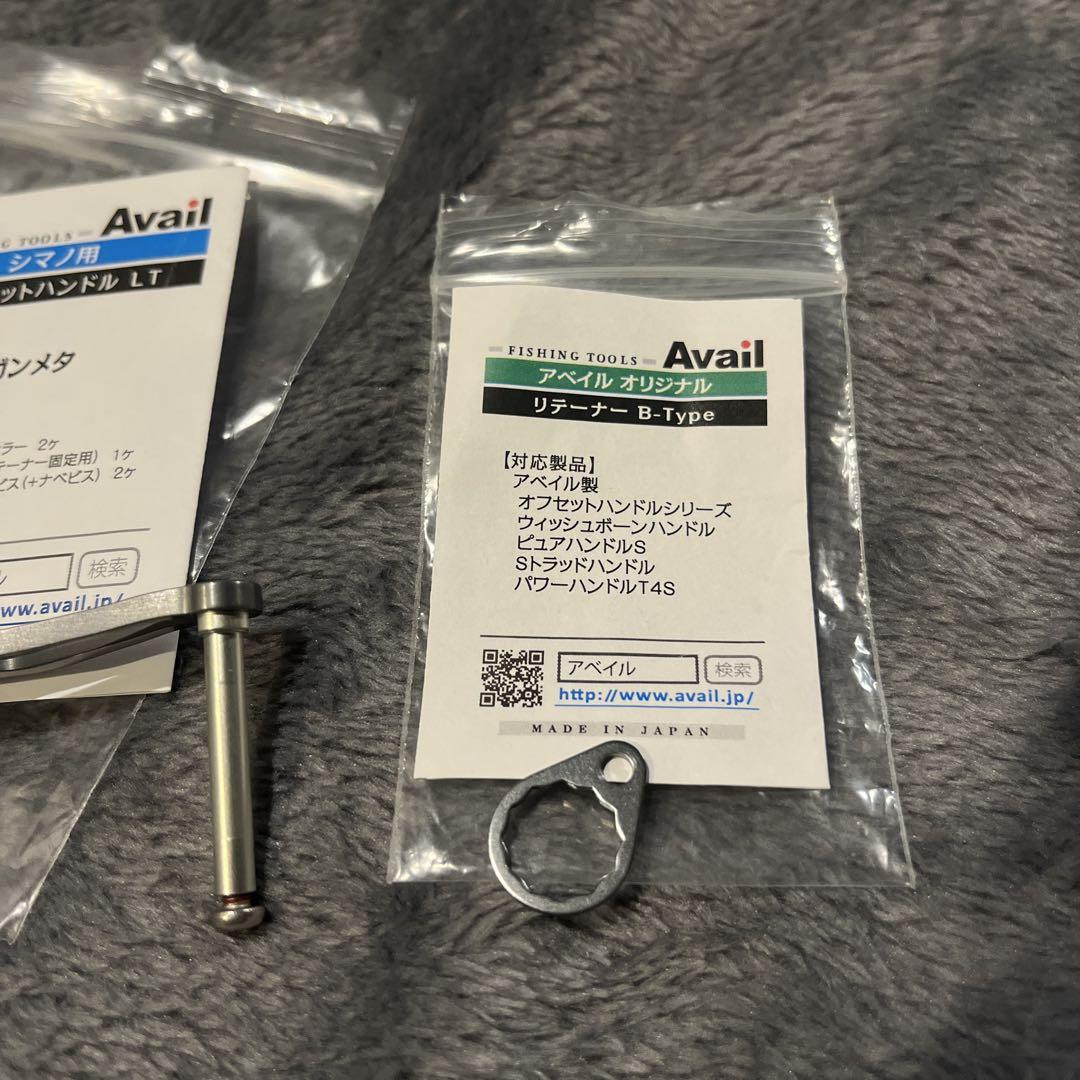 Avail
G TOOLS
シマノ用
ットハンドル LT
ガンメタ
ラー 2ヶ
テーナー固定用) 1ヶ
ビス(+ナベビス) 2ヶ
検索
ww.avail.jp/
FISHING TOOLS Avail
アベイル オリジナル
リテーナー B-Type
【対応製品】
アベイル製
オフセットハンドルシリーズ
ウィッシュボーンハンドル
ピュアハンドルS
Sトラッドハンドル
パワーハンドルT4S
アベイル 検索
http://www.avail.jp/
MADE IN JAPAN